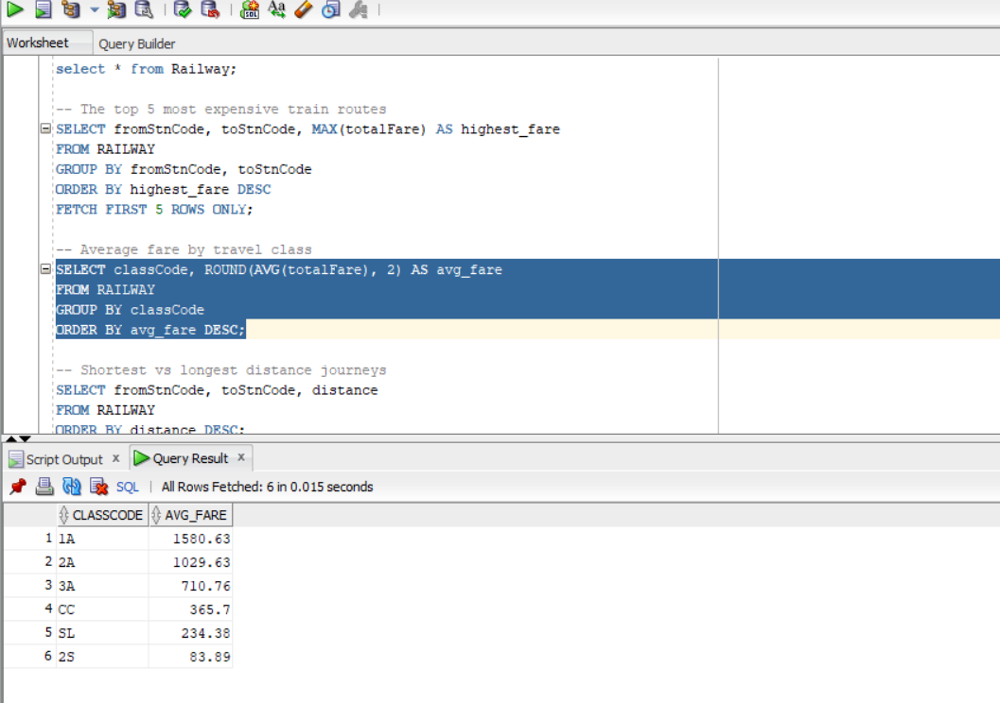 Worksheet Query Builder
select * from Railway;
-- The top 5 most expensive train routes
SELECT fromStnCode, toStnCode, MAX(totalFare) AS highest_fare
FROM RAILWAY
GROUP BY fromStnCode, toStnCode
ORDER BY highest_fare DESC
FETCH FIRST 5 ROWS ONLY;
-- Average fare by travel class
SELECT classCode, ROUND(AVG(totalFare), 2) AS avg_fare
FROM RAILWAY
GROUP BY classCode
ORDER BY avg_fare DESC;
-- Shortest vs longest distance journeys
SELECT fromStnCode, toStnCode, distance
FROM RAILWAY
ORDER BY distance DESC;
Script Output x Query Result x
SQL | All Rows Fetched: 6 in 0.015 seconds
CLASSCODE AVG_FARE
1 1A 1580.63
2 2A 1029.63
3 3A 710.76
4 CC 365.7
5 SL 234.38
6 2S 83.89